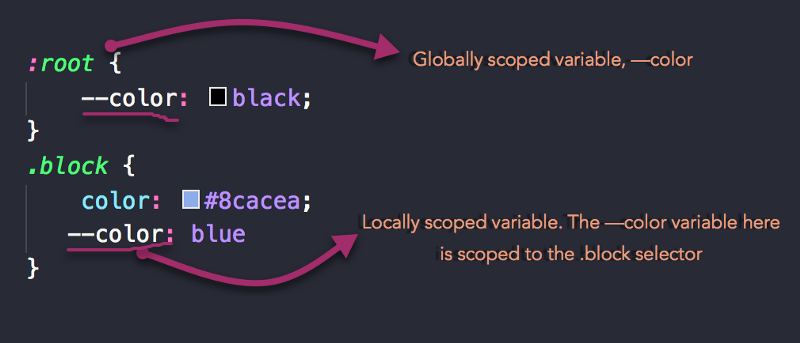 :root {
--color: black;
}
.block {
color: #8cacea;
--color: blue
}
Globally scoped variable, —color
Locally scoped variable. The —color variable here
is scoped to the .block selector